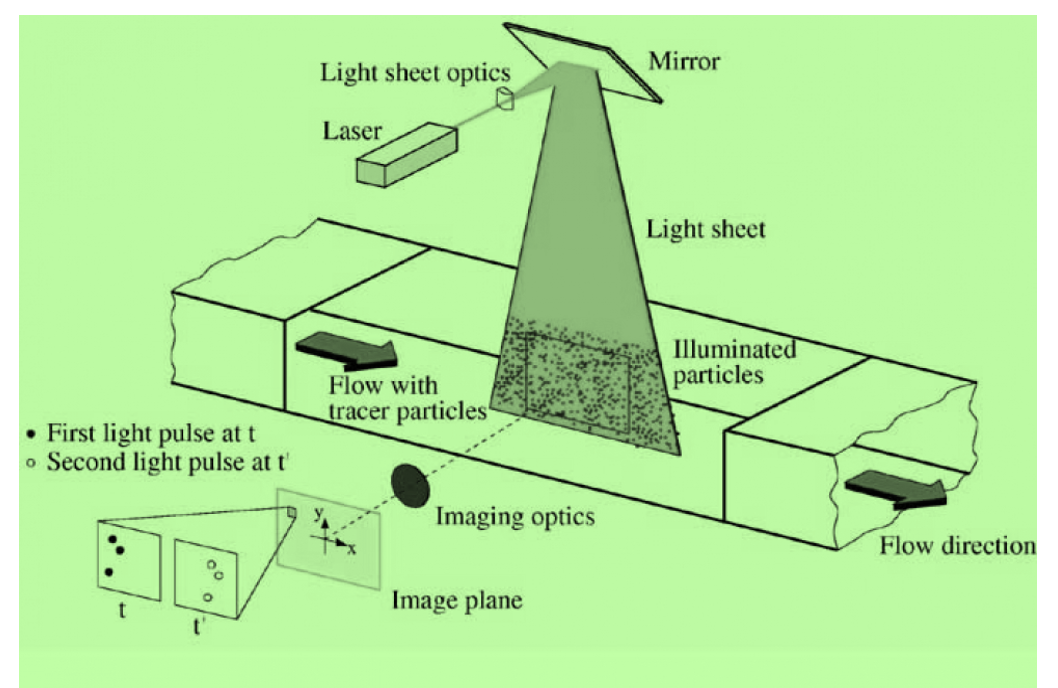 Mirror
Light sheet optics
Laser
Light sheet
Illuminated
particles
Flow with
tracer particles
• First light pulse at t
○ Second light pulse at t'
y
x
Imaging optics
Flow direction
Image plane
t
t'